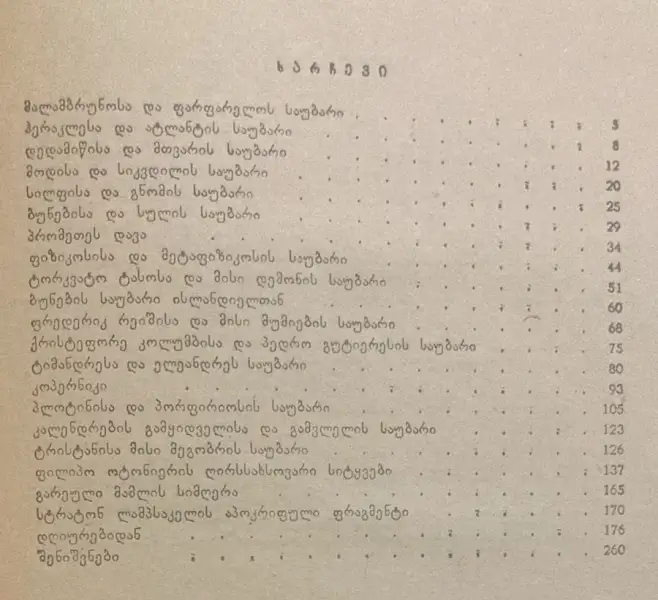 ს ა რ ჩ ე ვ ი
მალამბრუნოსა და ფარფარელოს საუბარი . . . . . . . . . 5
ჰერაკლესა და ატლანტის საუბარი . . . . . . . . . . 8
დედამიწისა და მთვარის საუბარი . . . . . . . . . . 12
მოდისა და სიკვდილის საუბარი . . . . . . . . . . . 20
სილფისა და გნომის საუბარი . . . . . . . . . . . 25
ბუნებისა და სულის საუბარი . . . . . . . . . . . 29
პრომეთეს დავა . . . . . . . . . . . . . 34
ფიზიკოსისა და მეტაფიზიკოსის საუბარი . . . . . . . . 44
ტორკვატო ტასოსა და მისი დემონის საუბარი . . . . . . . 51
ბუნების საუბარი ისლანდიელთან . . . . . . . . . . 60
ფრედერიკ რეიშისა და მისი მუმიების საუბარი . . . . . . . 68
ქრისტეფორე კოლუმბისა და პედრო გუტიერესის საუბარი . . . . 75
ტიმანდრესა და ელეანდრეს საუბარი . . . . . . . . . . 80
კოპერნიკი . . . . . . . . . . . . . . . 93
პლოტინისა და პორფირიოსის საუბარი . . . . . . . . . 105
კალენდრების გამყიდველისა და გამვლელის საუბარი . . . . . . 123
ტრისტანისა მისი მეგობრის საუბარი . . . . . . . . . . 126
ფილიპო ოტონიერის ღირსსახსოვარი სიტყვები . . . . . . . 137
გარეული მამლის სიმღერა . . . . . . . . . . . 165
სტრატონ ლამპსაკელის აპოკრიფული ფრაგმენტი . . . . . . 170
დღიურებიდან . . . . . . . . . . . . . . 176
შენიშვნები . . . . . . . . . . . . . . 260